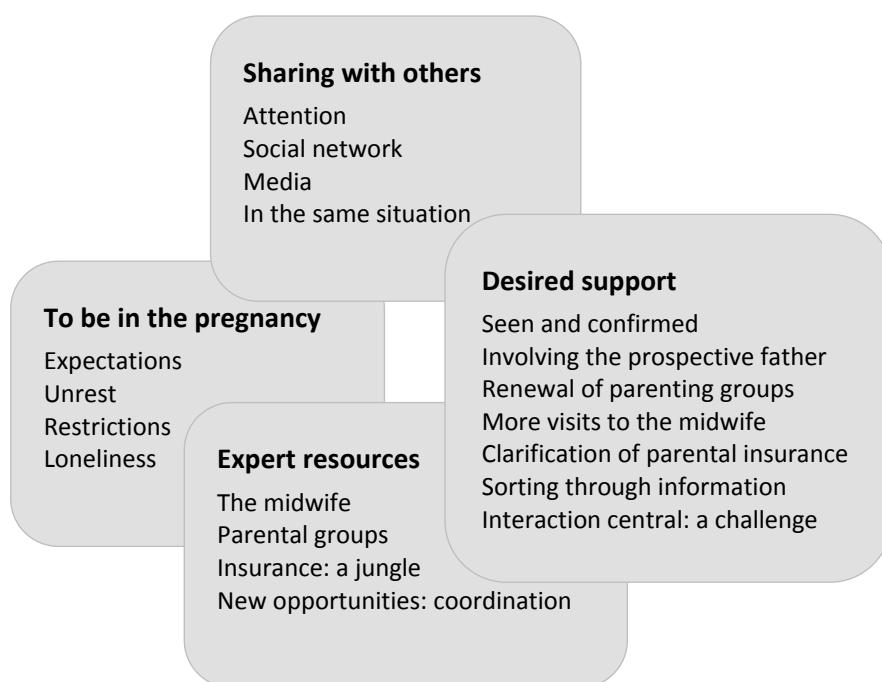 Sharing with others
Attention
Social network
Media
In the same situation
To be in the pregnancy
Expectations
Unrest
Restrictions
Loneliness
Expert resources
The midwife
Parental groups
Insurance: a jungle
New opportunities: coordination
Desired support
Seen and confirmed
Involving the prospective father
Renewal of parenting groups
More visits to the midwife
Clarification of parental insurance
Sorting through information
Interaction central: a challenge